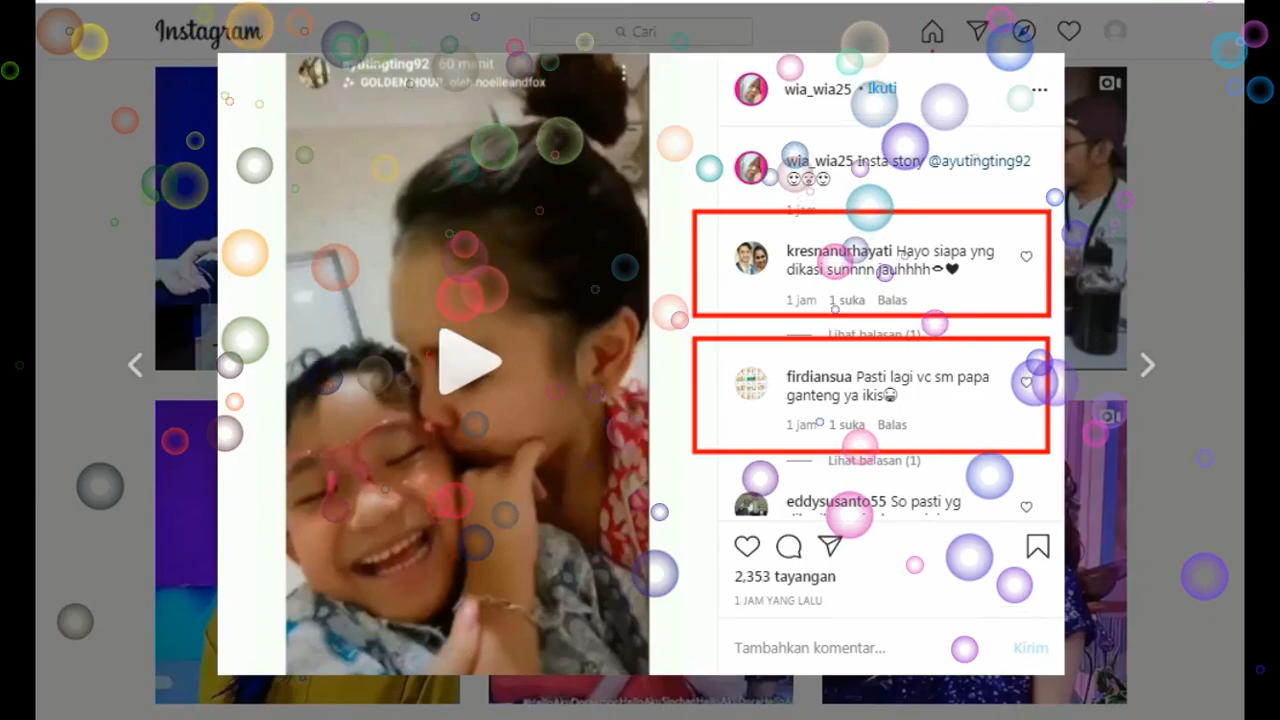 Instagram
Cari
ayutingting92 60 menit
GOLDEN HOUR oleh noelleandfox
wia_wia25 • Ikuti
wia_wia25 Insta story @ayutingting92
1 jam
kresnanurhayati Hayo siapa yng
dikasi sunnnn jauhhhh
1 jam 1 suka Balas
Lihat balasan (1)
firdiansua Pasti lagi vc sm papa
ganteng ya ikis
1 jam 1 suka Balas
Lihat balasan (1)
eddysusanto55 So pasti yg
2,353 tayangan
1 JAM YANG LALU
Tambahkan komentar...
Kirim